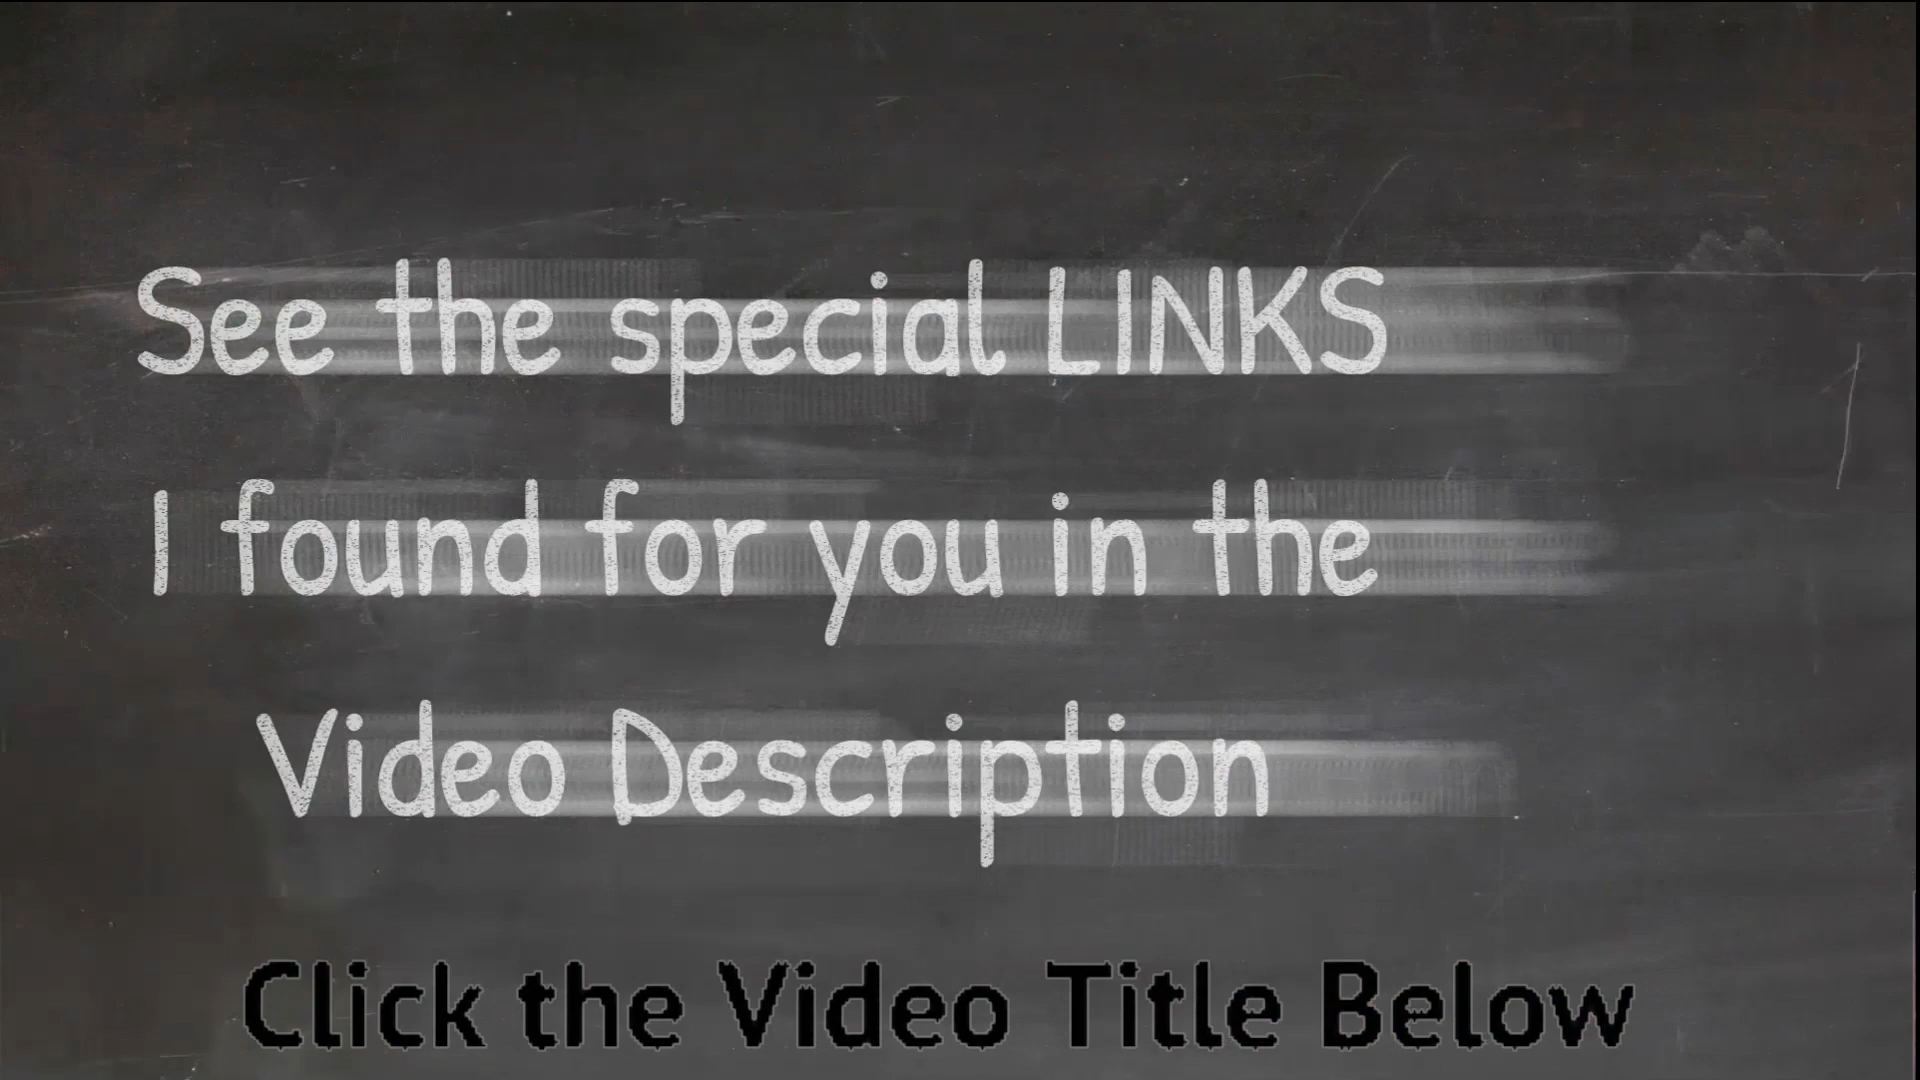 See the special LINKS
I found for you in the
Video Description
Click the Video Title Below